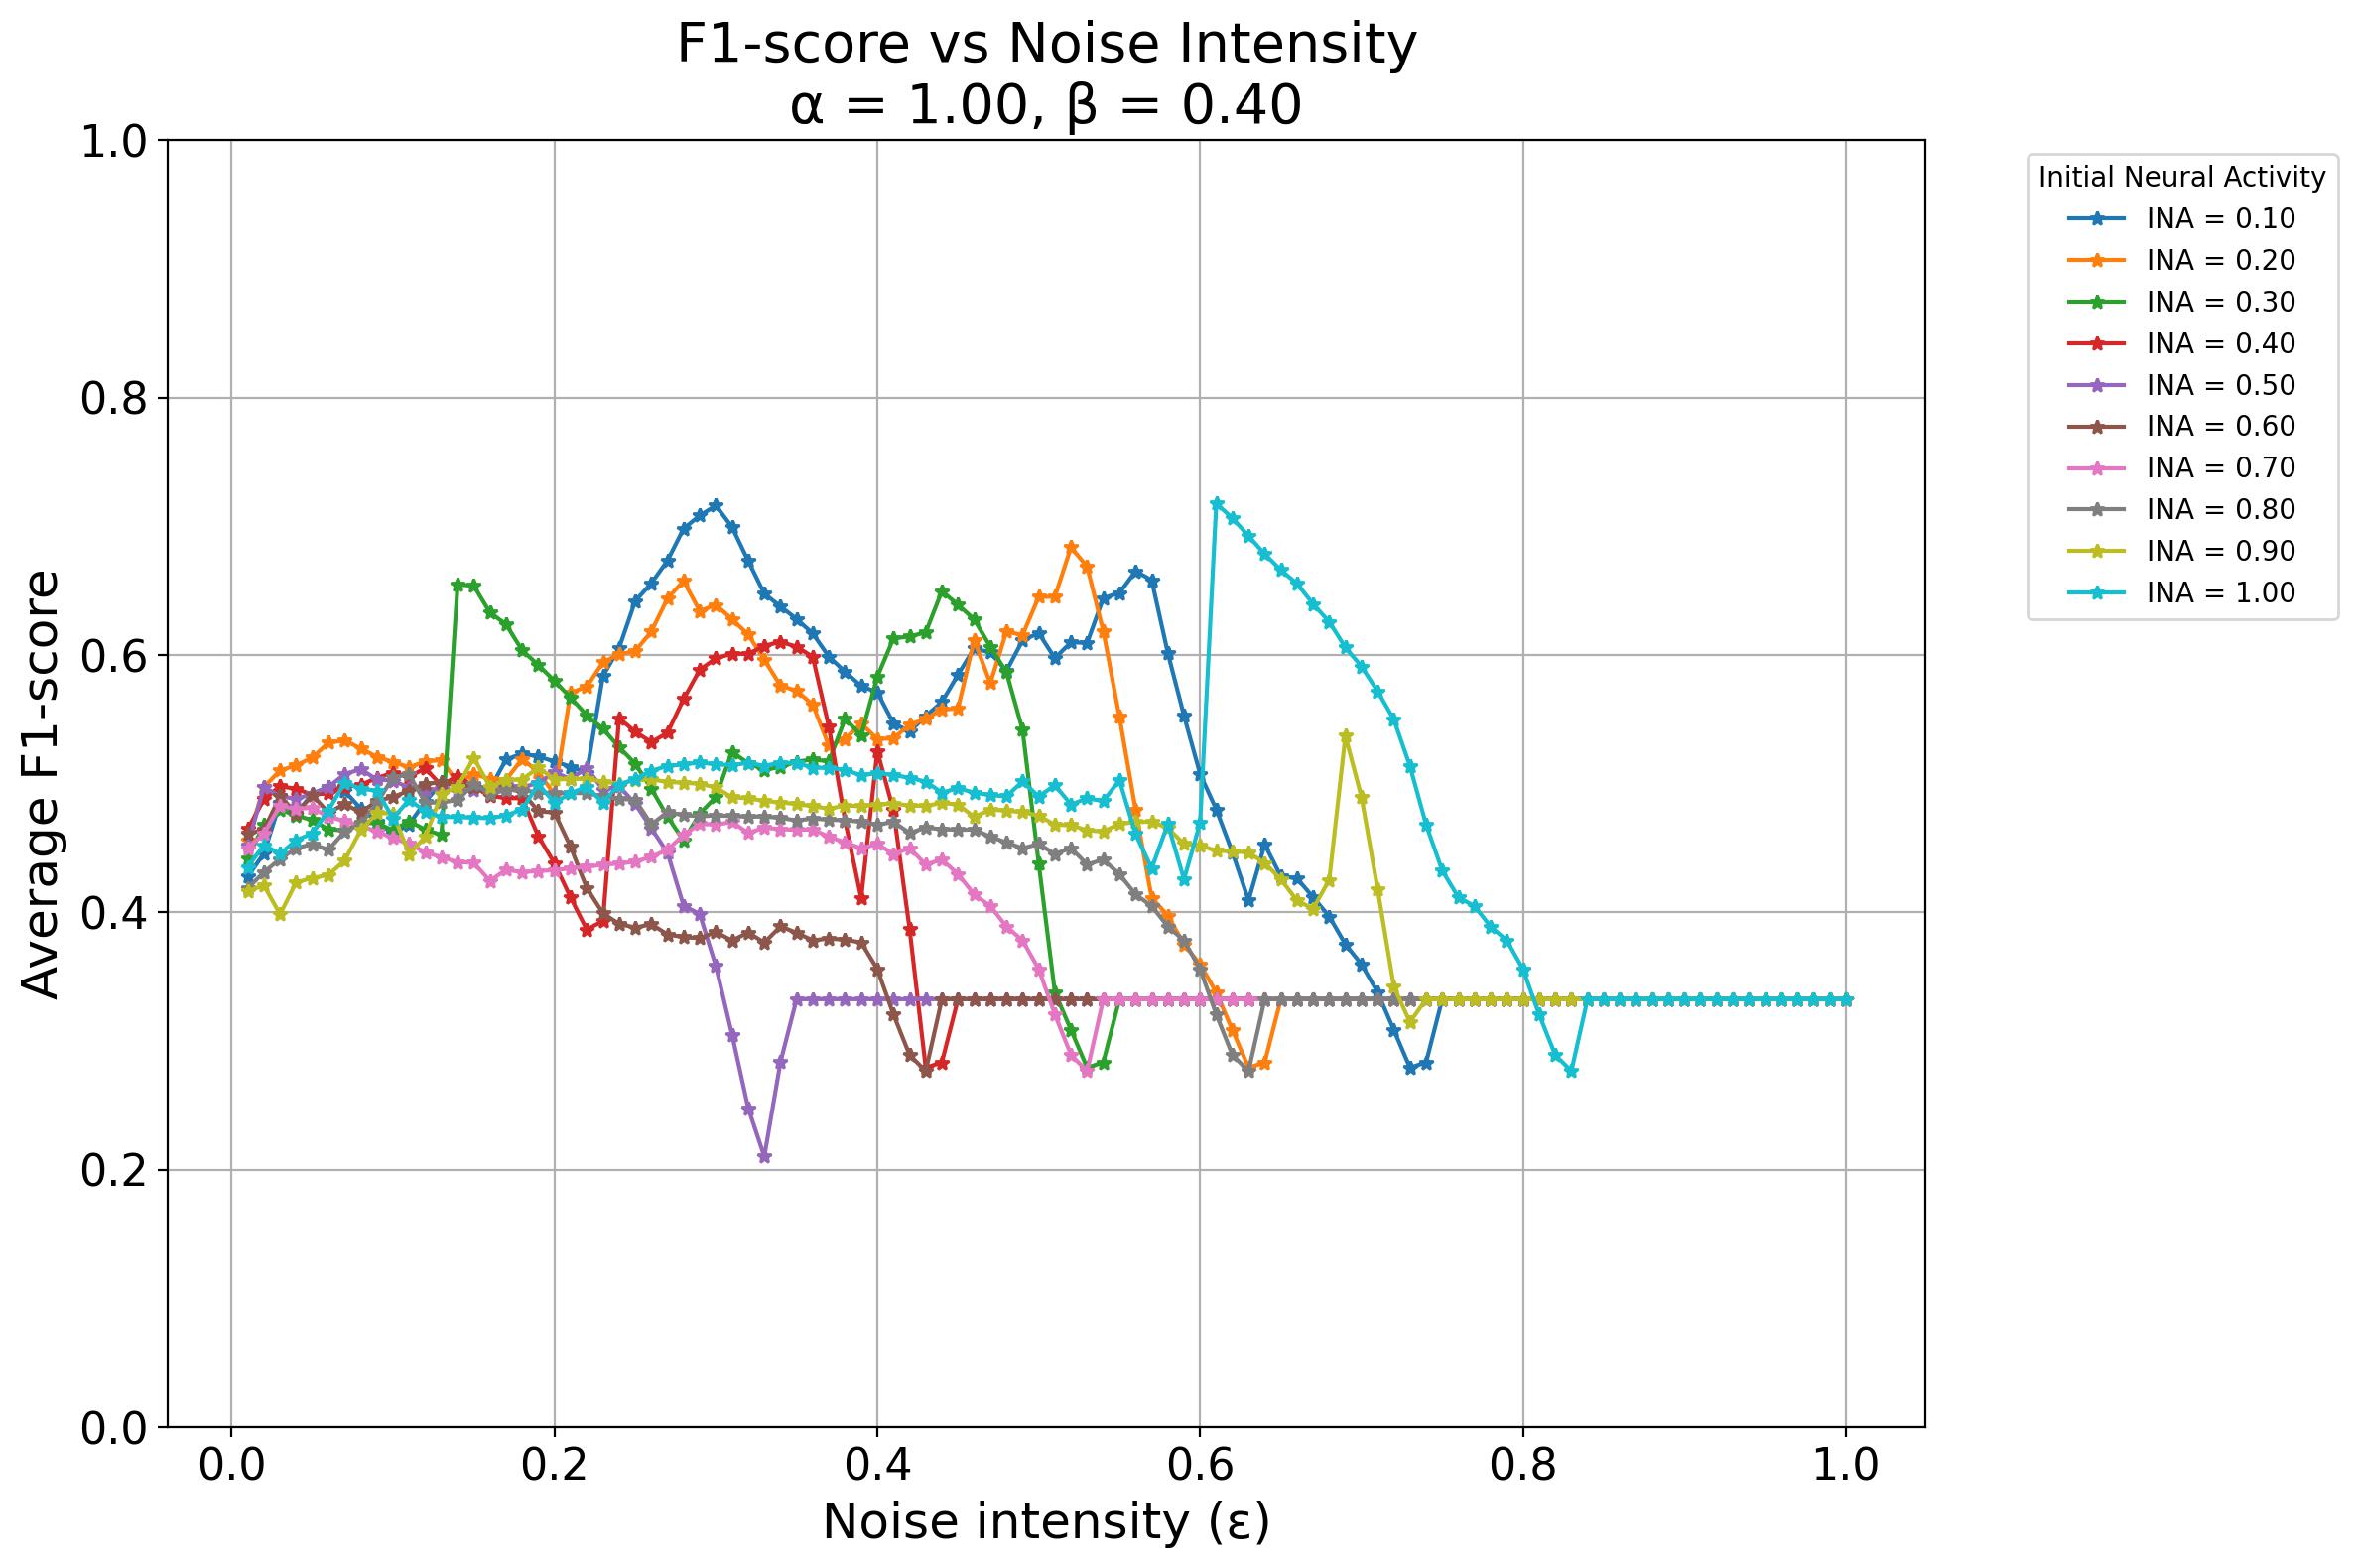 F1-score vs Noise Intensity
α = 1.00, β = 0.40
Average F1-score
1.0
0.8
0.6
0.4
0.2
0.0
0.0 0.2 0.4 0.6 0.8 1.0
Noise intensity (ε)
Initial Neural Activity
INA = 0.10
INA = 0.20
INA = 0.30
INA = 0.40
INA = 0.50
INA = 0.60
INA = 0.70
INA = 0.80
INA = 0.90
INA = 1.00